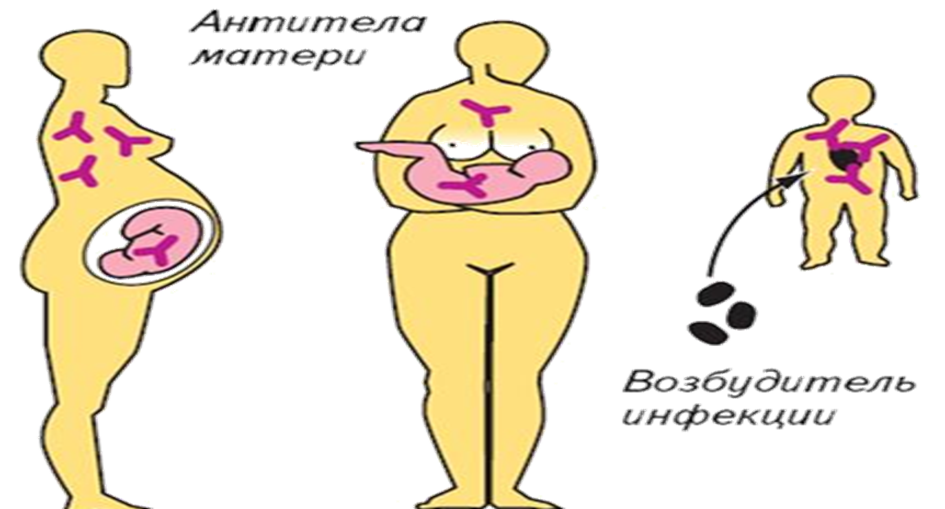 Антитела
матери
Возбудитель
инфекции